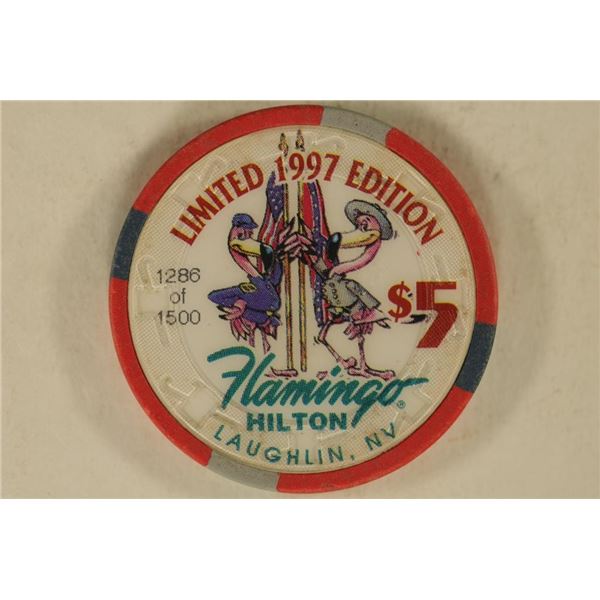 LIMITED 1997 EDITION
1286
of
1500
$5
Flamingo®
HILTON
LAUGHLIN, NV